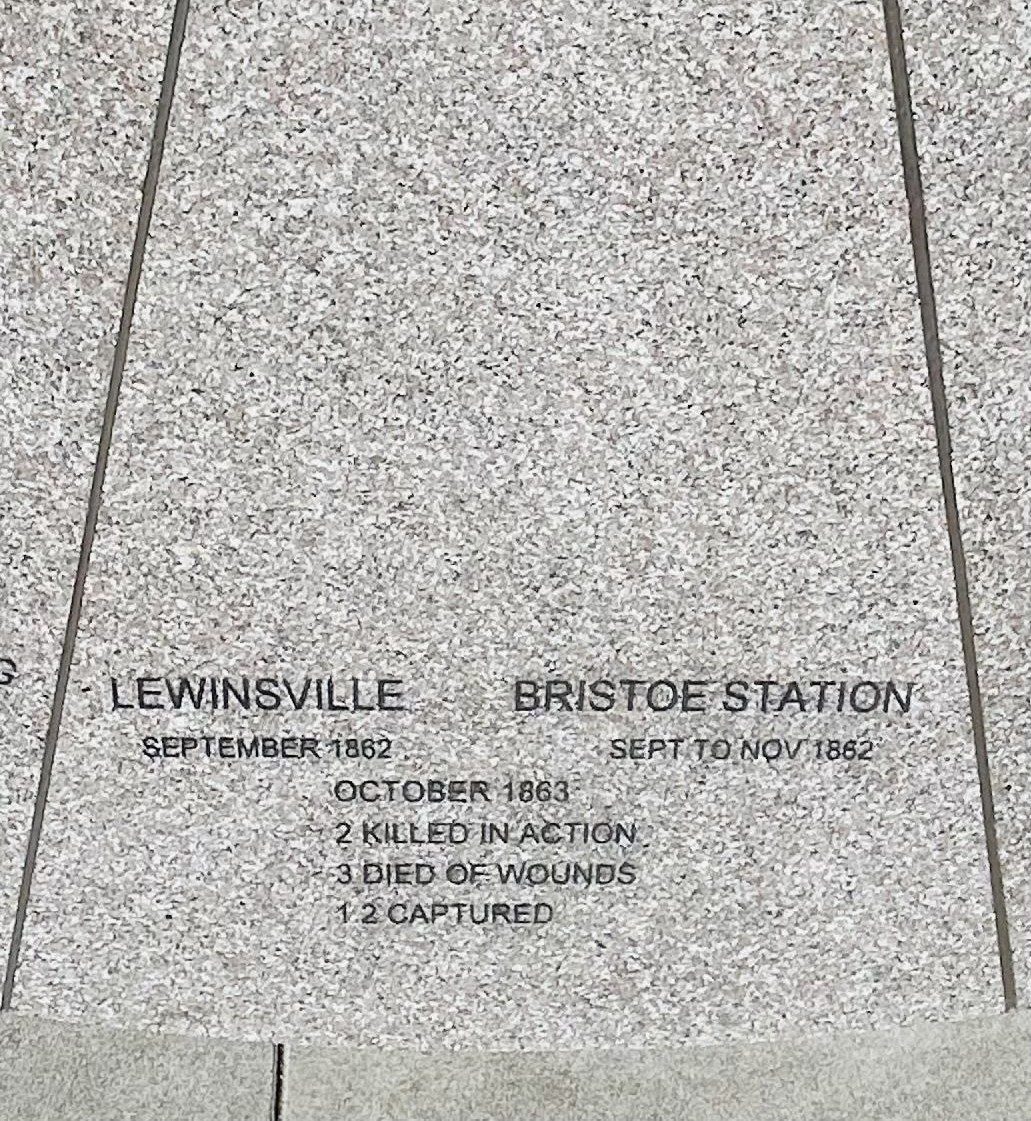 LEWINSVILLE BRISTOE STATION
SEPTEMBER 1862 SEPT TO NOV 1862
OCTOBER 1863
2 KILLED IN ACTION
3 DIED OF WOUNDS
1 2 CAPTURED